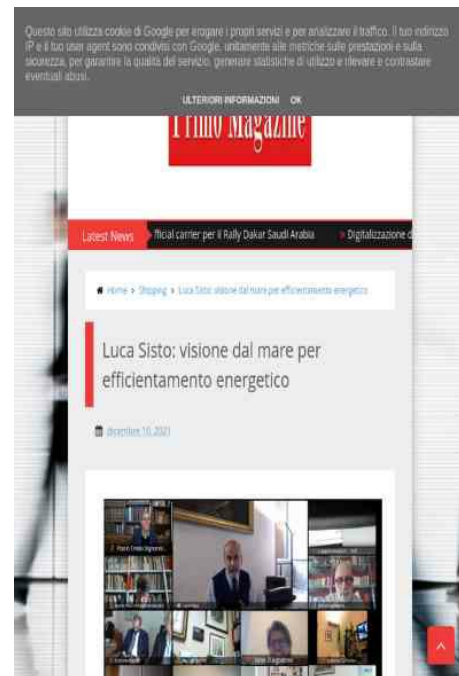 Questo sito utilizza cookie di Google per erogare i propri servizi e per analizzare il traffico. Il tuo indirizzo
IP e il tuo user agent sono condivisi con Google, unitamente alle metriche sulle prestazioni e sulla
sicurezza, per garantire la qualità del servizio, generare statistiche di utilizzo e rilevare e contrastare
eventuali abusi.
ULTERIORI INFORMAZIONI OK
Primo Magazine
Latest News fficial carrier per il Rally Dakar Saudi Arabia Digitalizzazione d
Home Shipping Luca Sisto: visione dal mare per efficientamento energetico
Luca Sisto: visione dal mare per
efficientamento energetico
dicembre 10, 2021